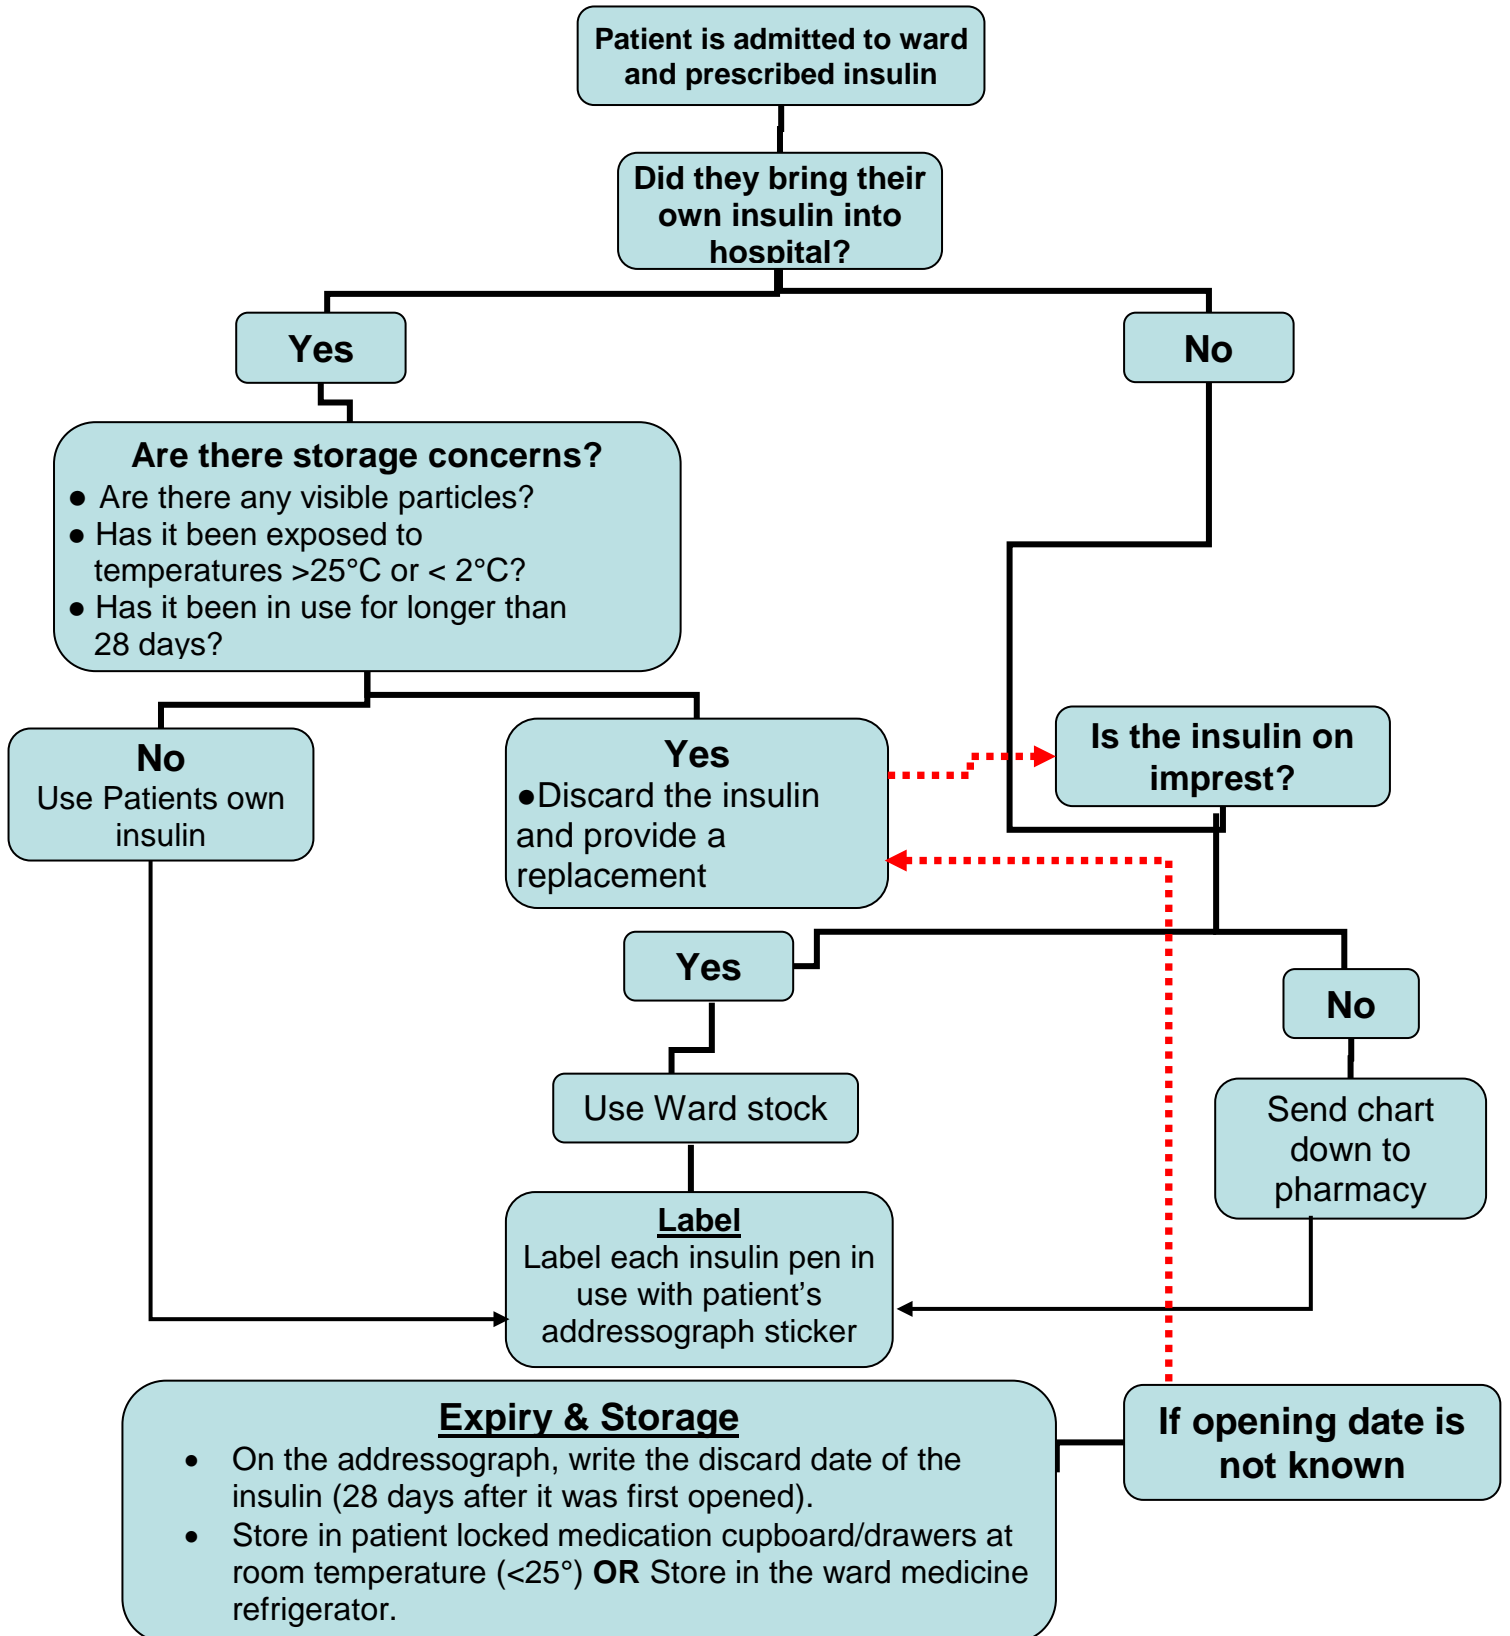 Patient is admitted to ward
and prescribed insulin
Did they bring their
own insulin into
hospital?
Yes
No
Are there storage concerns?
● Are there any visible particles?
● Has it been exposed to
temperatures >25°C or < 2°C?
● Has it been in use for longer than
28 days?
No
Use Patients own
insulin
Yes
●Discard the insulin
and provide a
replacement
Is the insulin on
imprest?
Yes
No
Use Ward stock
Send chart
down to
pharmacy
Label
Label each insulin pen in
use with patient’s
addressograph sticker
Expiry & Storage
• On the addressograph, write the discard date of the
insulin (28 days after it was first opened).
• Store in patient locked medication cupboard/drawers at
room temperature (<25°) OR Store in the ward medicine
refrigerator.
If opening date is
not known